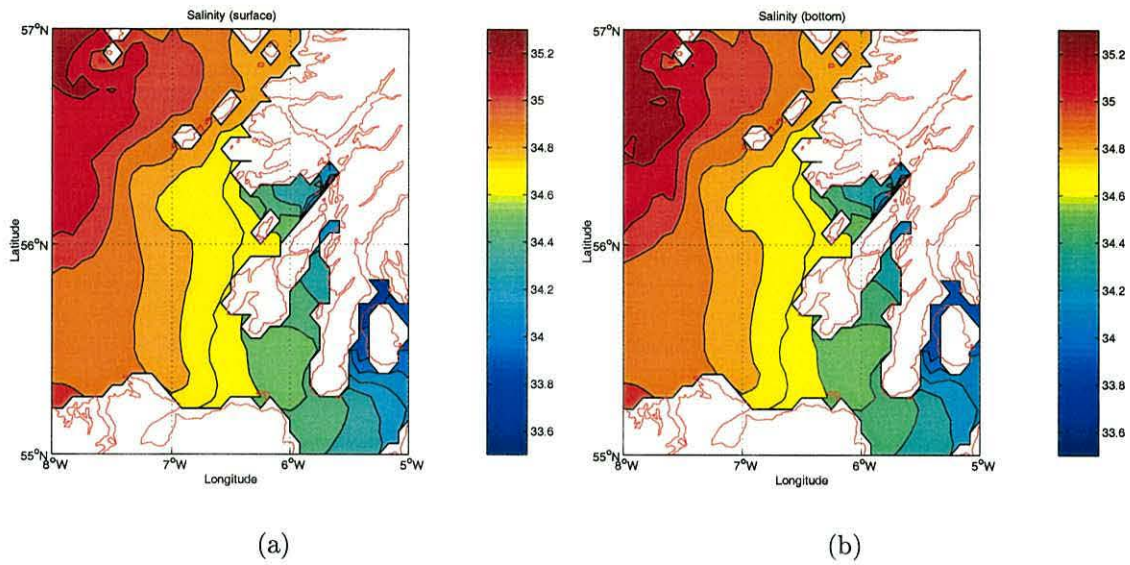 Salinity (surface)
57°N
56°N
55°N
Latitude
8°W 7°W 6°W 5°W
Longitude
35.2
35
34.8
34.6
34.4
34.2
34
33.8
33.6
(a)
Salinity (bottom)
57°N
56°N
55°N
Latitude
8°W 7°W 6°W 5°W
Longitude
35.2
35
34.8
34.6
34.4
34.2
34
33.8
33.6
(b)